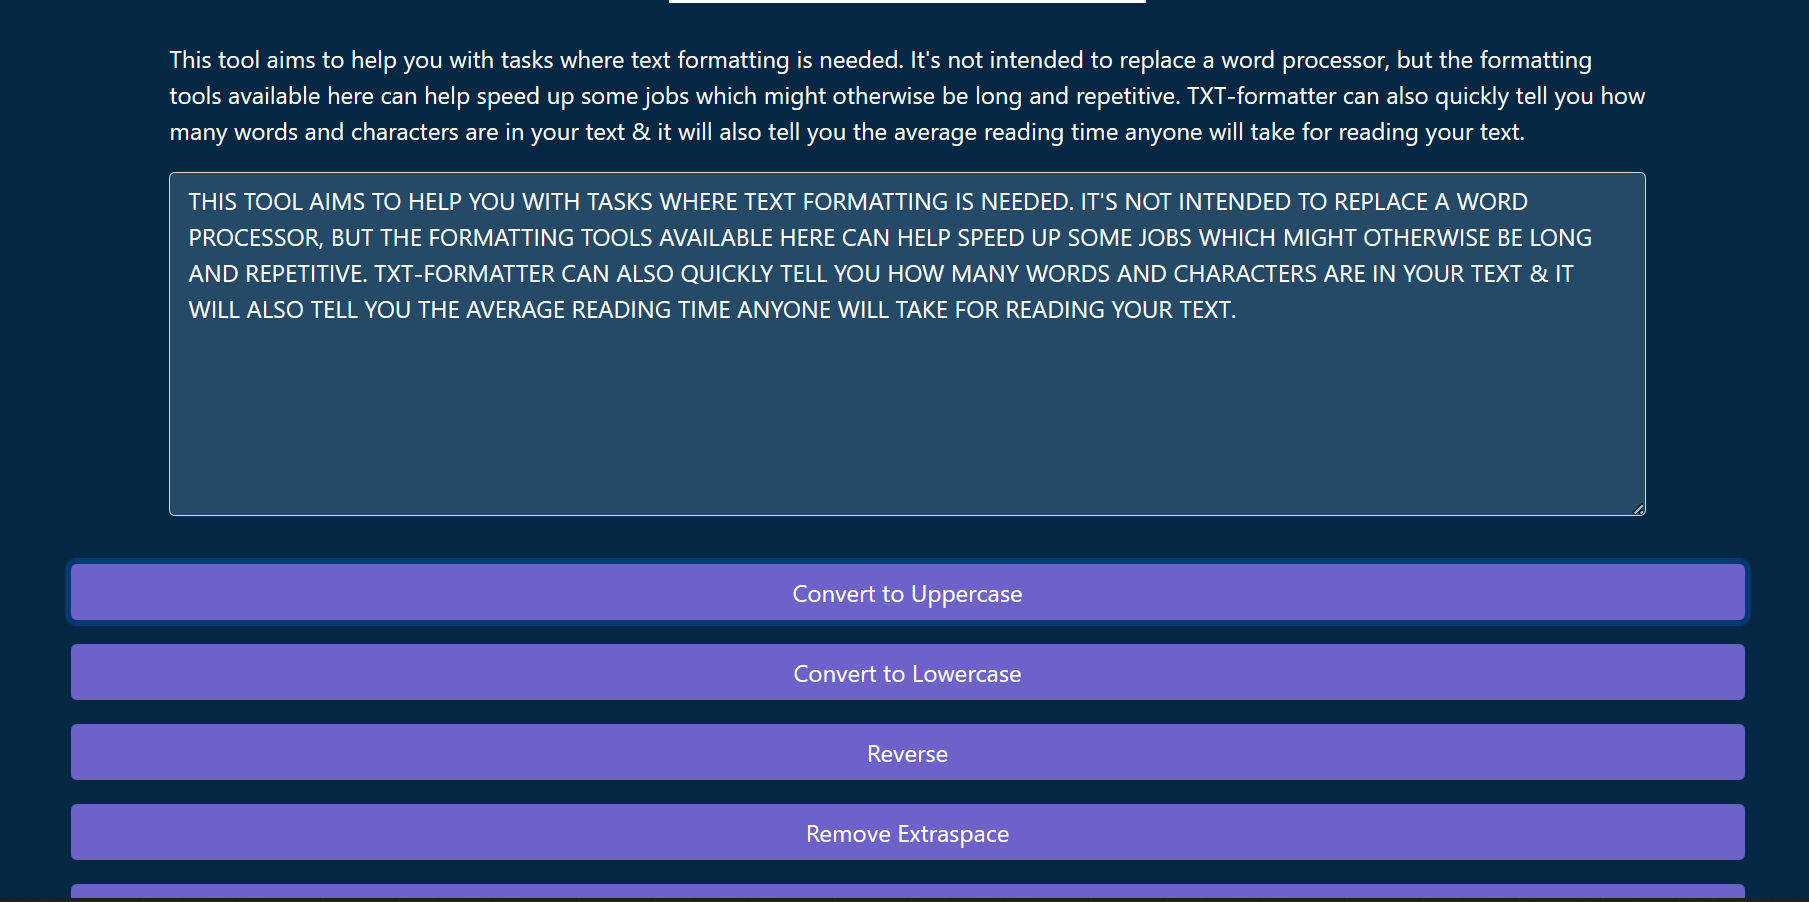 This tool aims to help you with tasks where text formatting is needed. It's not intended to replace a word processor, but the formatting
tools available here can help speed up some jobs which might otherwise be long and repetitive. TXT-formatter can also quickly tell you how
many words and characters are in your text & it will also tell you the average reading time anyone will take for reading your text.
THIS TOOL AIMS TO HELP YOU WITH TASKS WHERE TEXT FORMATTING IS NEEDED. IT'S NOT INTENDED TO REPLACE A WORD
PROCESSOR, BUT THE FORMATTING TOOLS AVAILABLE HERE CAN HELP SPEED UP SOME JOBS WHICH MIGHT OTHERWISE BE LONG
AND REPETITIVE. TXT-FORMATTER CAN ALSO QUICKLY TELL YOU HOW MANY WORDS AND CHARACTERS ARE IN YOUR TEXT & IT
WILL ALSO TELL YOU THE AVERAGE READING TIME ANYONE WILL TAKE FOR READING YOUR TEXT.
Convert to Uppercase
Convert to Lowercase
Reverse
Remove Extraspace